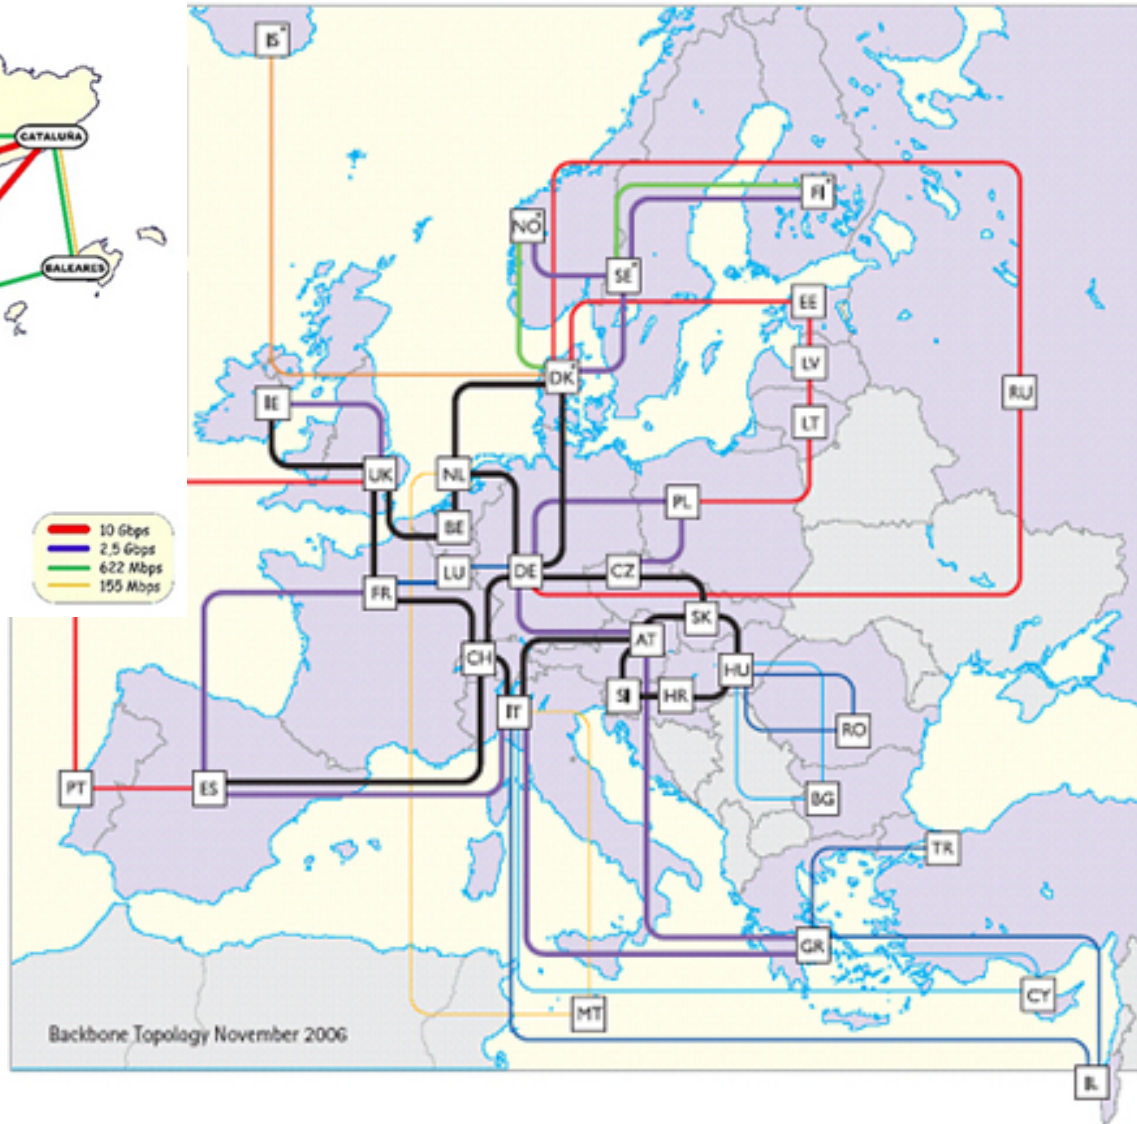 IS*
CATALUÑA
FI*
NO*
BALEARES
SE*
EE
LV
DK*
RU
IE
LT
UK
NL
PL
BE
10 Gbps
2,5 Gbps
622 Mbps
155 Mbps
LU
DE
CZ
FR
SK
AT
CH
HU
SI
HR
IT
RO
PT
ES
BG
TR
GR
CY
MT
Backbone Topology November 2006
IL